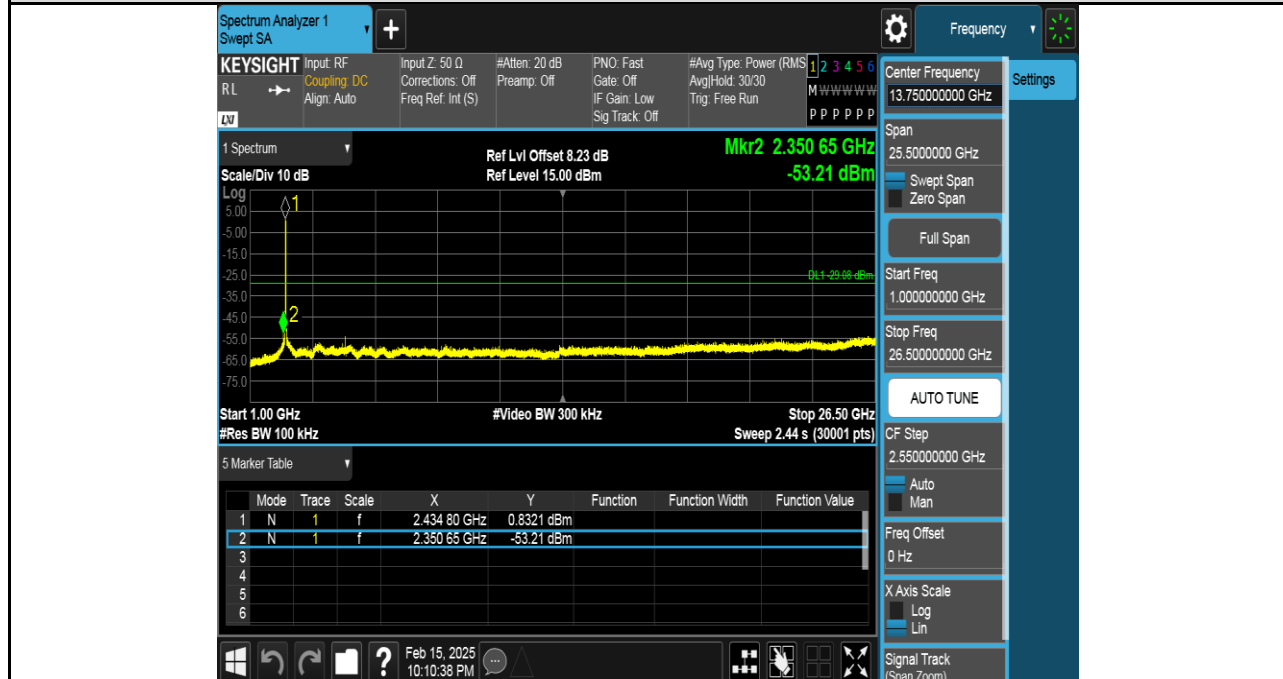 Spectrum Analyzer 1
Swept SA
Frequency
KEYSIGHT
RL
LXI
Input: RF
Coupling: DC
Align: Auto
Input Z: 50 Ω
Corrections: Off
Freq Ref: Int (S)
#Atten: 20 dB
Preamp: Off
PNO: Fast
Gate: Off
IF Gain: Low
Sig Track: Off
#Avg Type: Power (RMS
Avg|Hold: 30/30
Trig: Free Run
1 2 3 4 5 6
M W W W W W
P P P P P P
Center Frequency
13.750000000 GHz
Settings
1 Spectrum
Scale/Div 10 dB
Ref Lvl Offset 8.23 dB
Ref Level 15.00 dBm
Mkr2 2.350 65 GHz
-53.21 dBm
Span
25.5000000 GHz
Swept Span
Zero Span
Full Span
Start Freq
1.000000000 GHz
Stop Freq
26.500000000 GHz
AUTO TUNE
CF Step
2.550000000 GHz
Auto
Man
Freq Offset
0 Hz
X Axis Scale
Log
Lin
Signal Track
(Span Zoom)
Log
1
5.00
-5.00
-15.0
-25.0
DL1 -29.08 dBm
-35.0
-45.0
2
-55.0
-65.0
-75.0
Start 1.00 GHz
#Video BW 300 kHz
Stop 26.50 GHz
#Res BW 100 kHz
Sweep 2.44 s (30001 pts)
5 Marker Table
Mode Trace Scale X Y Function Function Width Function Value
1 N 1 f 2.434 80 GHz 0.8321 dBm
2 N 1 f 2.350 65 GHz -53.21 dBm
3
4
5
6
Feb 15, 2025
10:10:38 PM